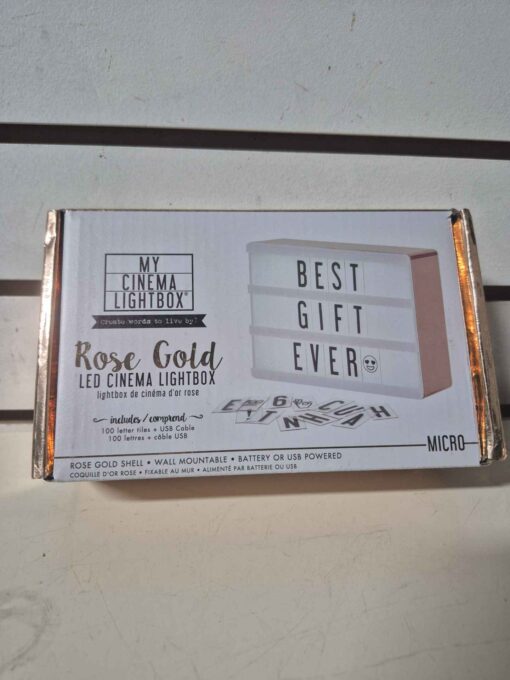 MY
CINEMA
LIGHTBOX®
Create words to live by!
Rose Gold
LED CINEMA LIGHTBOX
lightbox de cinéma d'or rose
includes / comprend
100 letter tiles + USB Cable
100 lettres + câble USB
BEST
GIFT
EVER
E 6 C U A H
! T N H
MICRO
ROSE GOLD SHELL • WALL MOUNTABLE • BATTERY OR USB POWERED
COQUILLE D'OR ROSE • FIXABLE AU MUR • ALIMENTÉ PAR BATTERIE OU USB